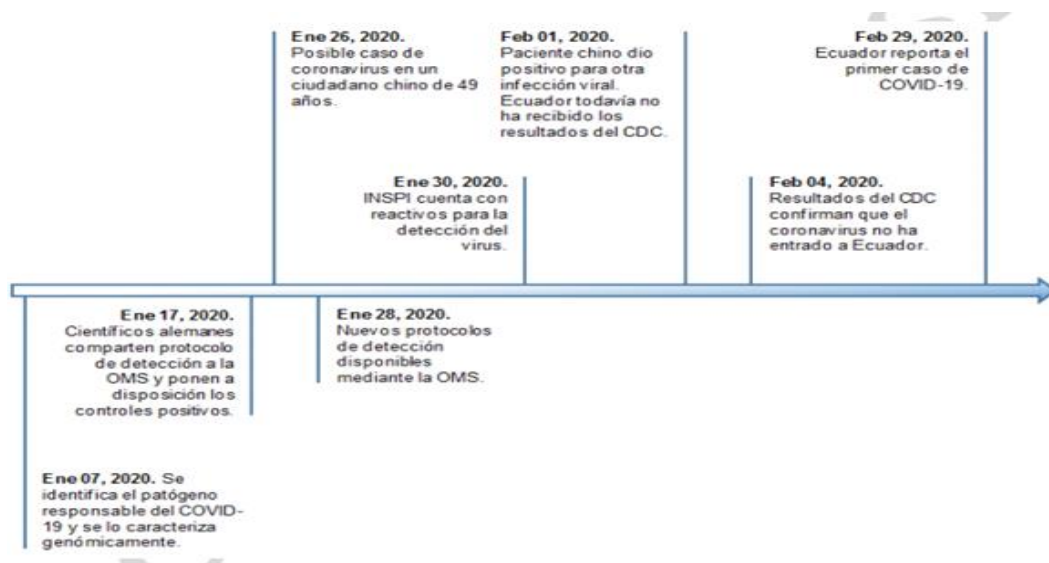 Ene 26, 2020.
Posible caso de
coronavirus en un
ciudadano chino de 49
años.
Feb 01, 2020.
Paciente chino dio
positivo para otra
infección viral.
Ecuador todavía no
ha recibido los
resultados del CDC.
Feb 29, 2020.
Ecuador reporta el
primer caso de
COVID-19.
Ene 30, 2020.
INSPI cuenta con
reactivos para la
detección del
virus.
Feb 04, 2020.
Resultados del CDC
confirman que el
coronavirus no ha
entrado a Ecuador.
Ene 17, 2020.
Científicos alemanes
comparten protocolo
de detección a la
OMS y ponen a
disposición los
controles positivos.
Ene 28, 2020.
Nuevos protocolos
de detección
disponibles
mediante la OMS.
Ene 07, 2020. Se
identifica el patógeno
responsable del COVID-
19 y se lo caracteriza
genómicamente.